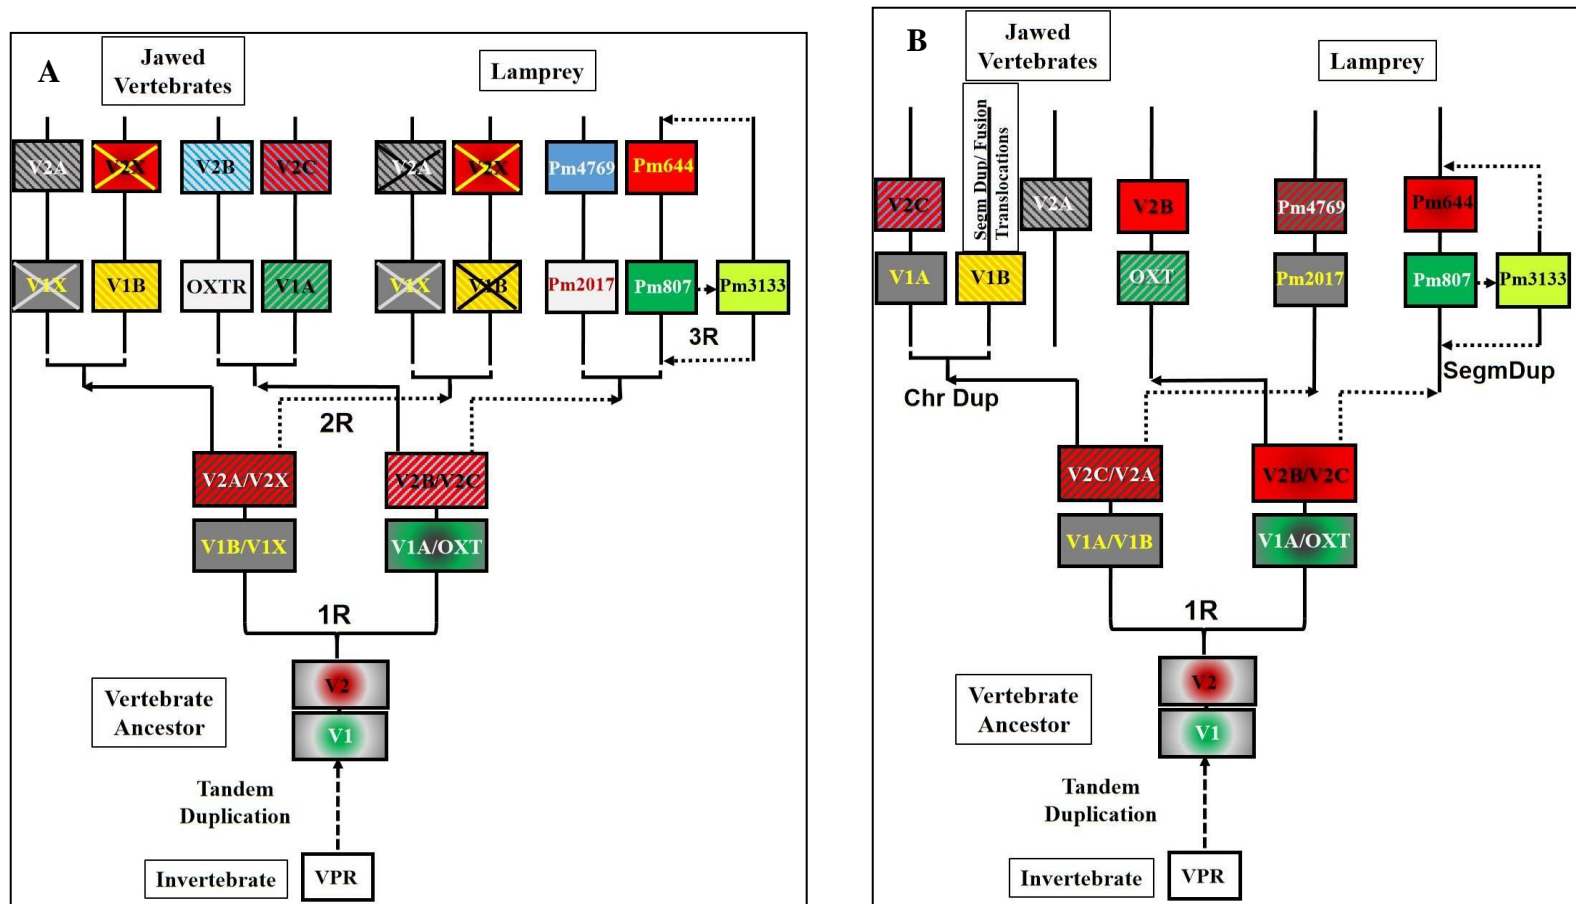 A
Jawed
Vertebrates
Lamprey
V2A
V2X
V2B
V2C
V2A
V2X
Pm4769
Pm644
V1X
V1B
OXTR
V1A
V1X
V1B
Pm2017
Pm807
Pm3133
3R
2R
V2A/V2X
V2B/V2C
V1B/V1X
V1A/OXT
1R
V2
V1
Vertebrate
Ancestor
Tandem
Duplication
Invertebrate
VPR
B
Jawed
Vertebrates
Lamprey
Segm Dup/ Fusion
Translocations
V2C
V2A
V2B
Pm4769
Pm644
V1A
V1B
OXT
Pm2017
Pm807
Pm3133
Chr Dup
SegmDup
V2C/V2A
V2B/V2C
V1A/V1B
V1A/OXT
1R
V2
V1
Vertebrate
Ancestor
Tandem
Duplication
Invertebrate
VPR